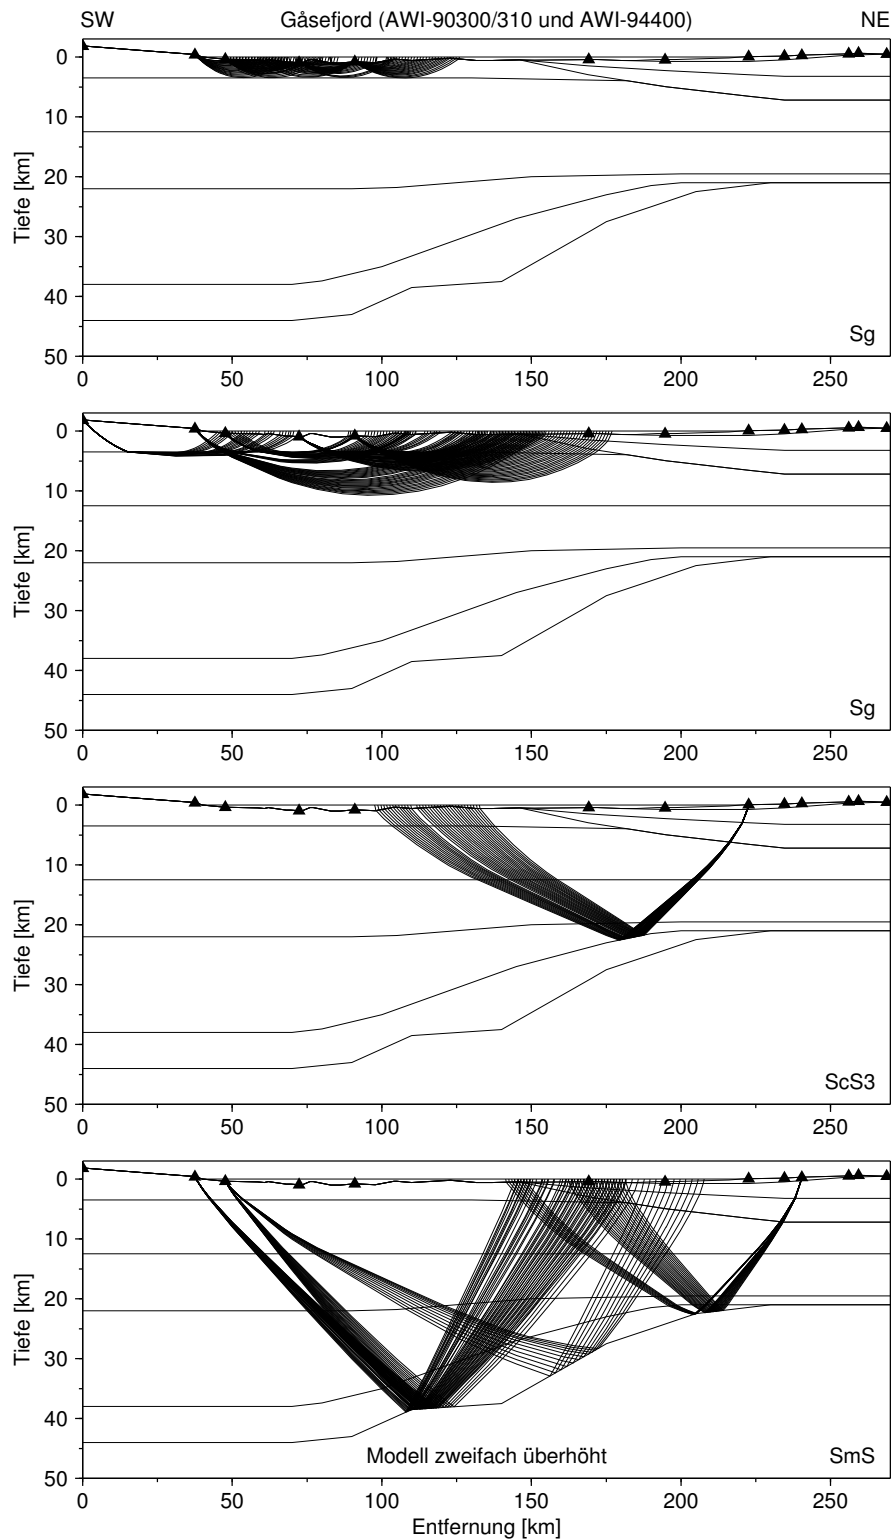 SW Gåsefjord (AWI-90300/310 und AWI-94400) NE
0
10
20
30
40
50
Tiefe [km]
Sg
0 50 100 150 200 250
0
10
20
30
40
50
Tiefe [km]
Sg
0 50 100 150 200 250
0
10
20
30
40
50
Tiefe [km]
ScS3
0 50 100 150 200 250
0
10
20
30
40
50
Tiefe [km]
Modell zweifach überhöht SmS
0 50 100 150 200 250
Entfernung [km]